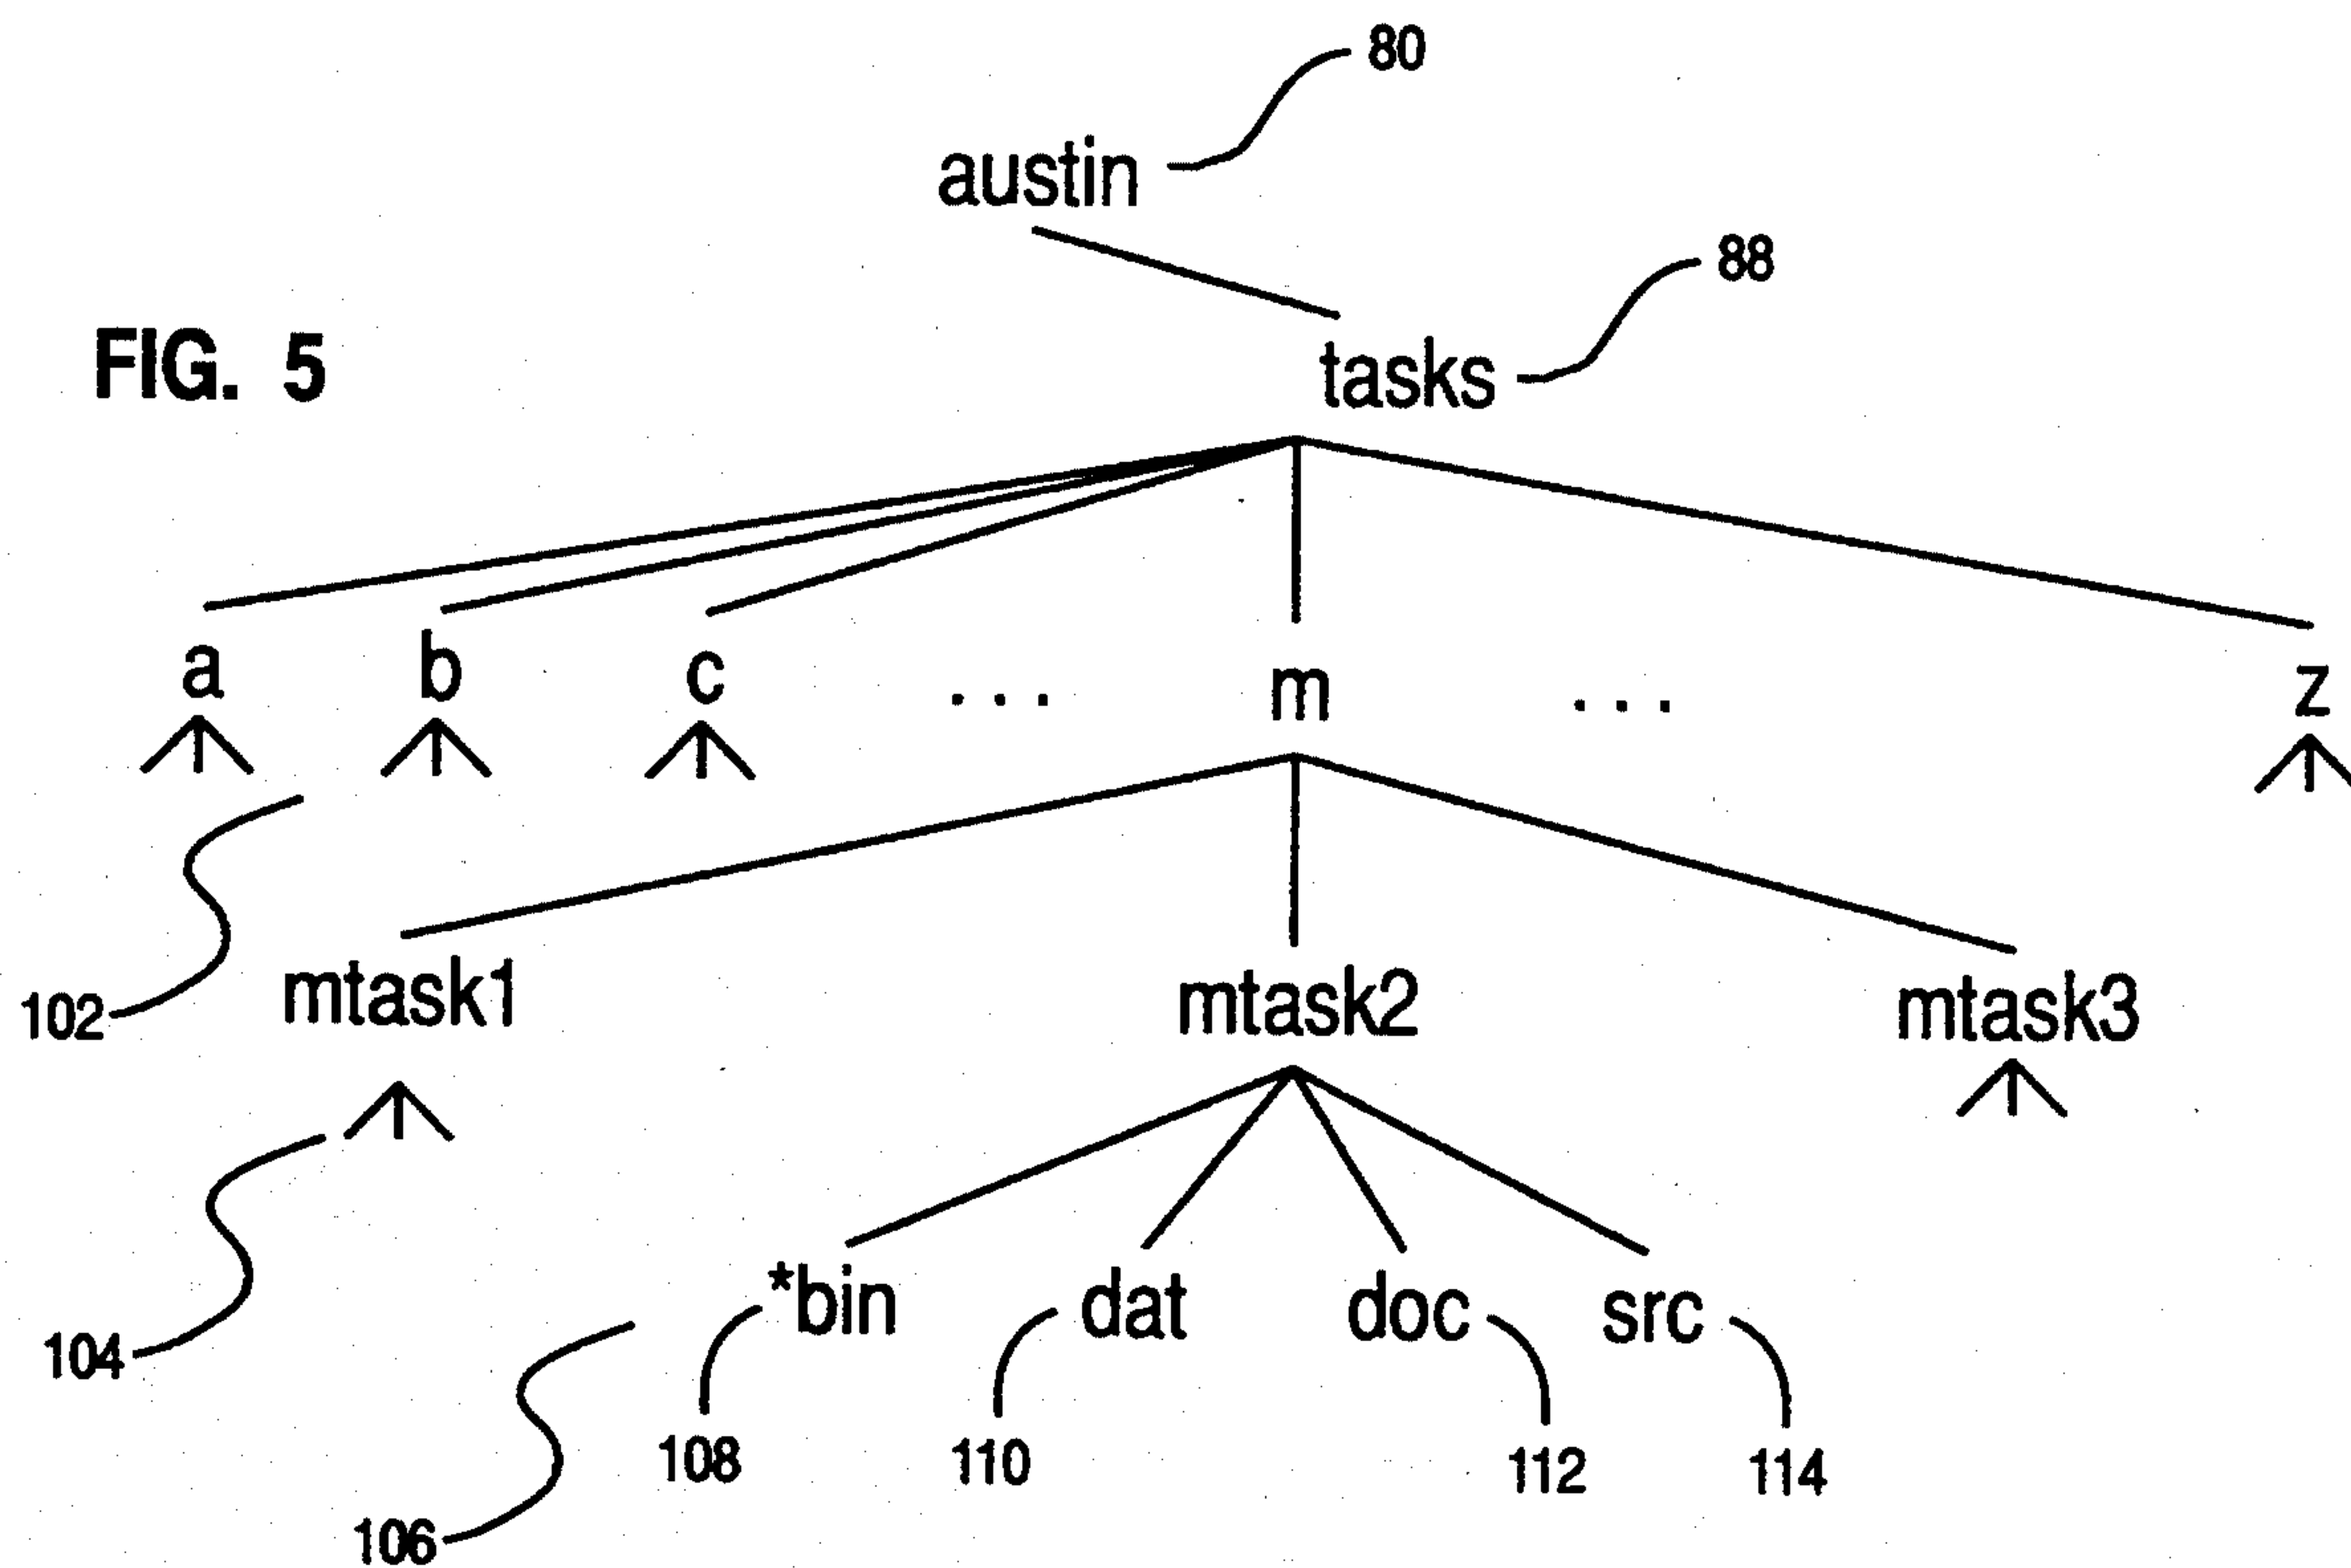 80
austin
88
FIG. 5
tasks
a b c ... m ... z
102 mtask1 mtask2 mtask3
*bin dat doc src
104
108 110 112 114
106